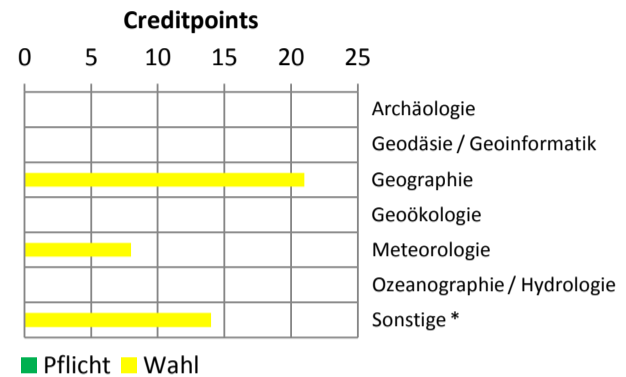 Creditpoints
0 5 10 15 20 25
Archäologie
Geodäsie / Geoinformatik
Geographie
Geoökologie
Meteorologie
Ozeanographie / Hydrologie
Sonstige *
Pflicht Wahl